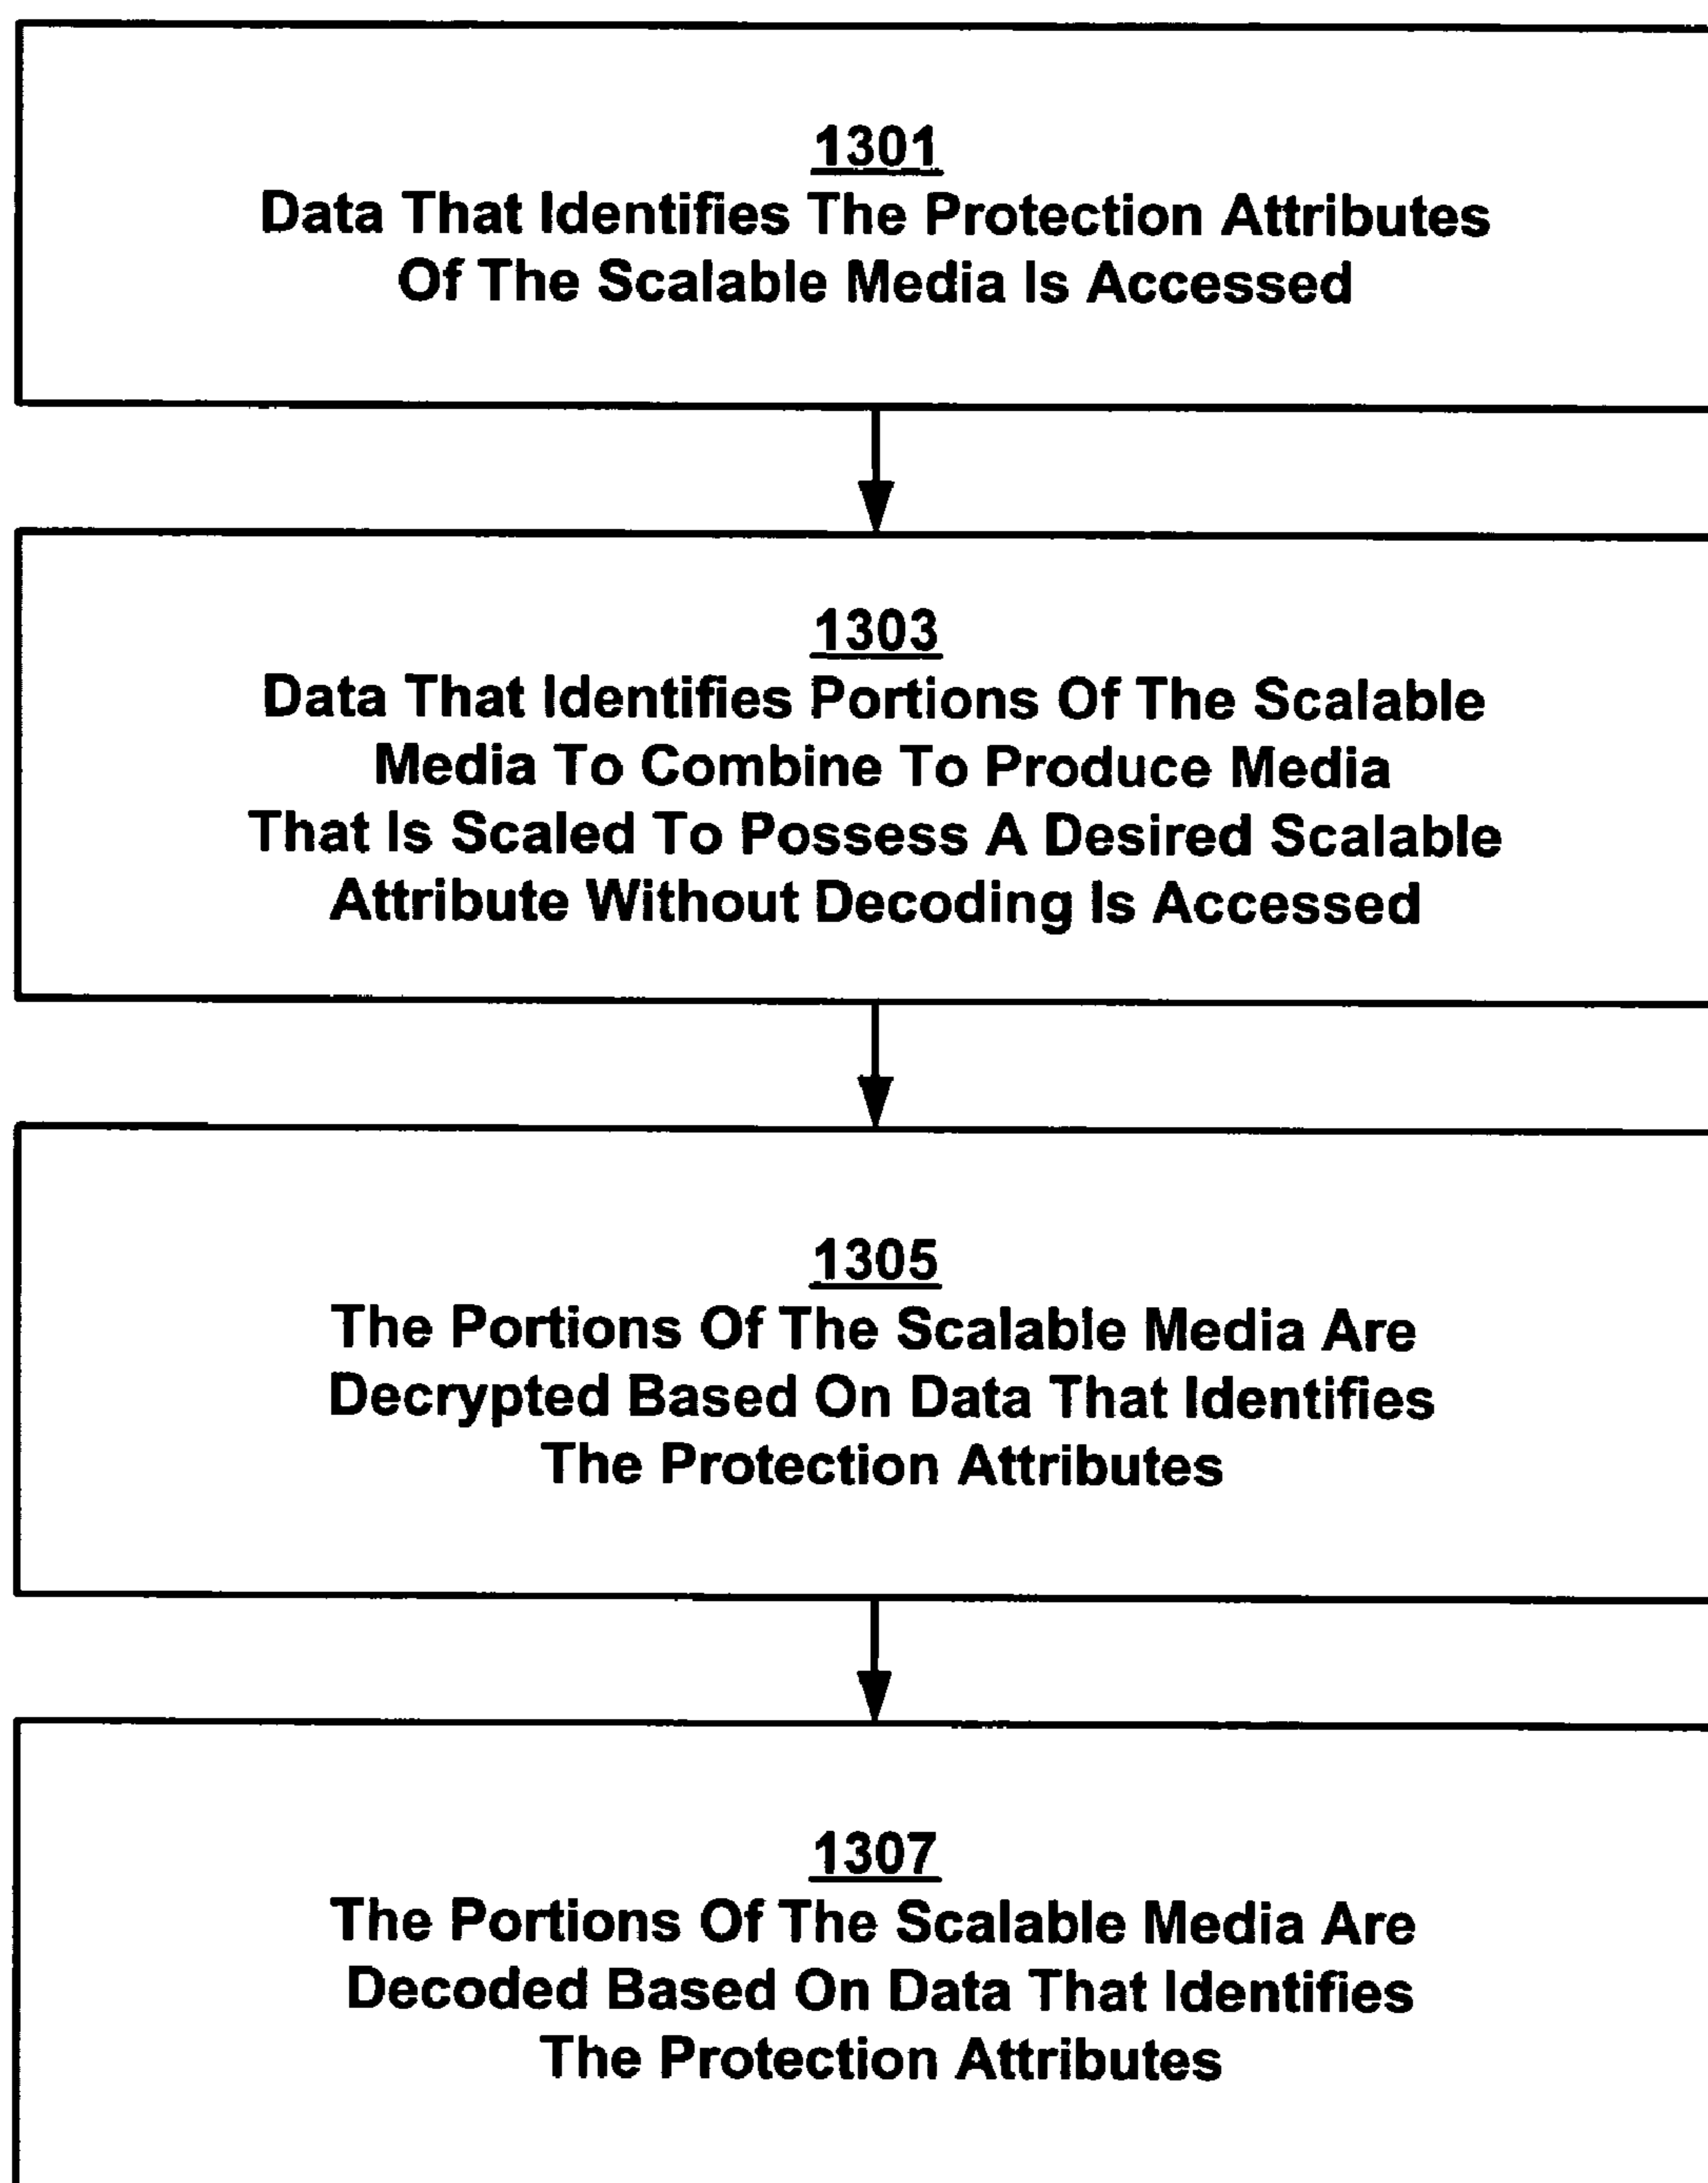 1301
Data That Identifies The Protection Attributes
Of The Scalable Media Is Accessed
1303
Data That Identifies Portions Of The Scalable
Media To Combine To Produce Media
That Is Scaled To Possess A Desired Scalable
Attribute Without Decoding Is Accessed
1305
The Portions Of The Scalable Media Are
Decrypted Based On Data That Identifies
The Protection Attributes
1307
The Portions Of The Scalable Media Are
Decoded Based On Data That Identifies
The Protection Attributes